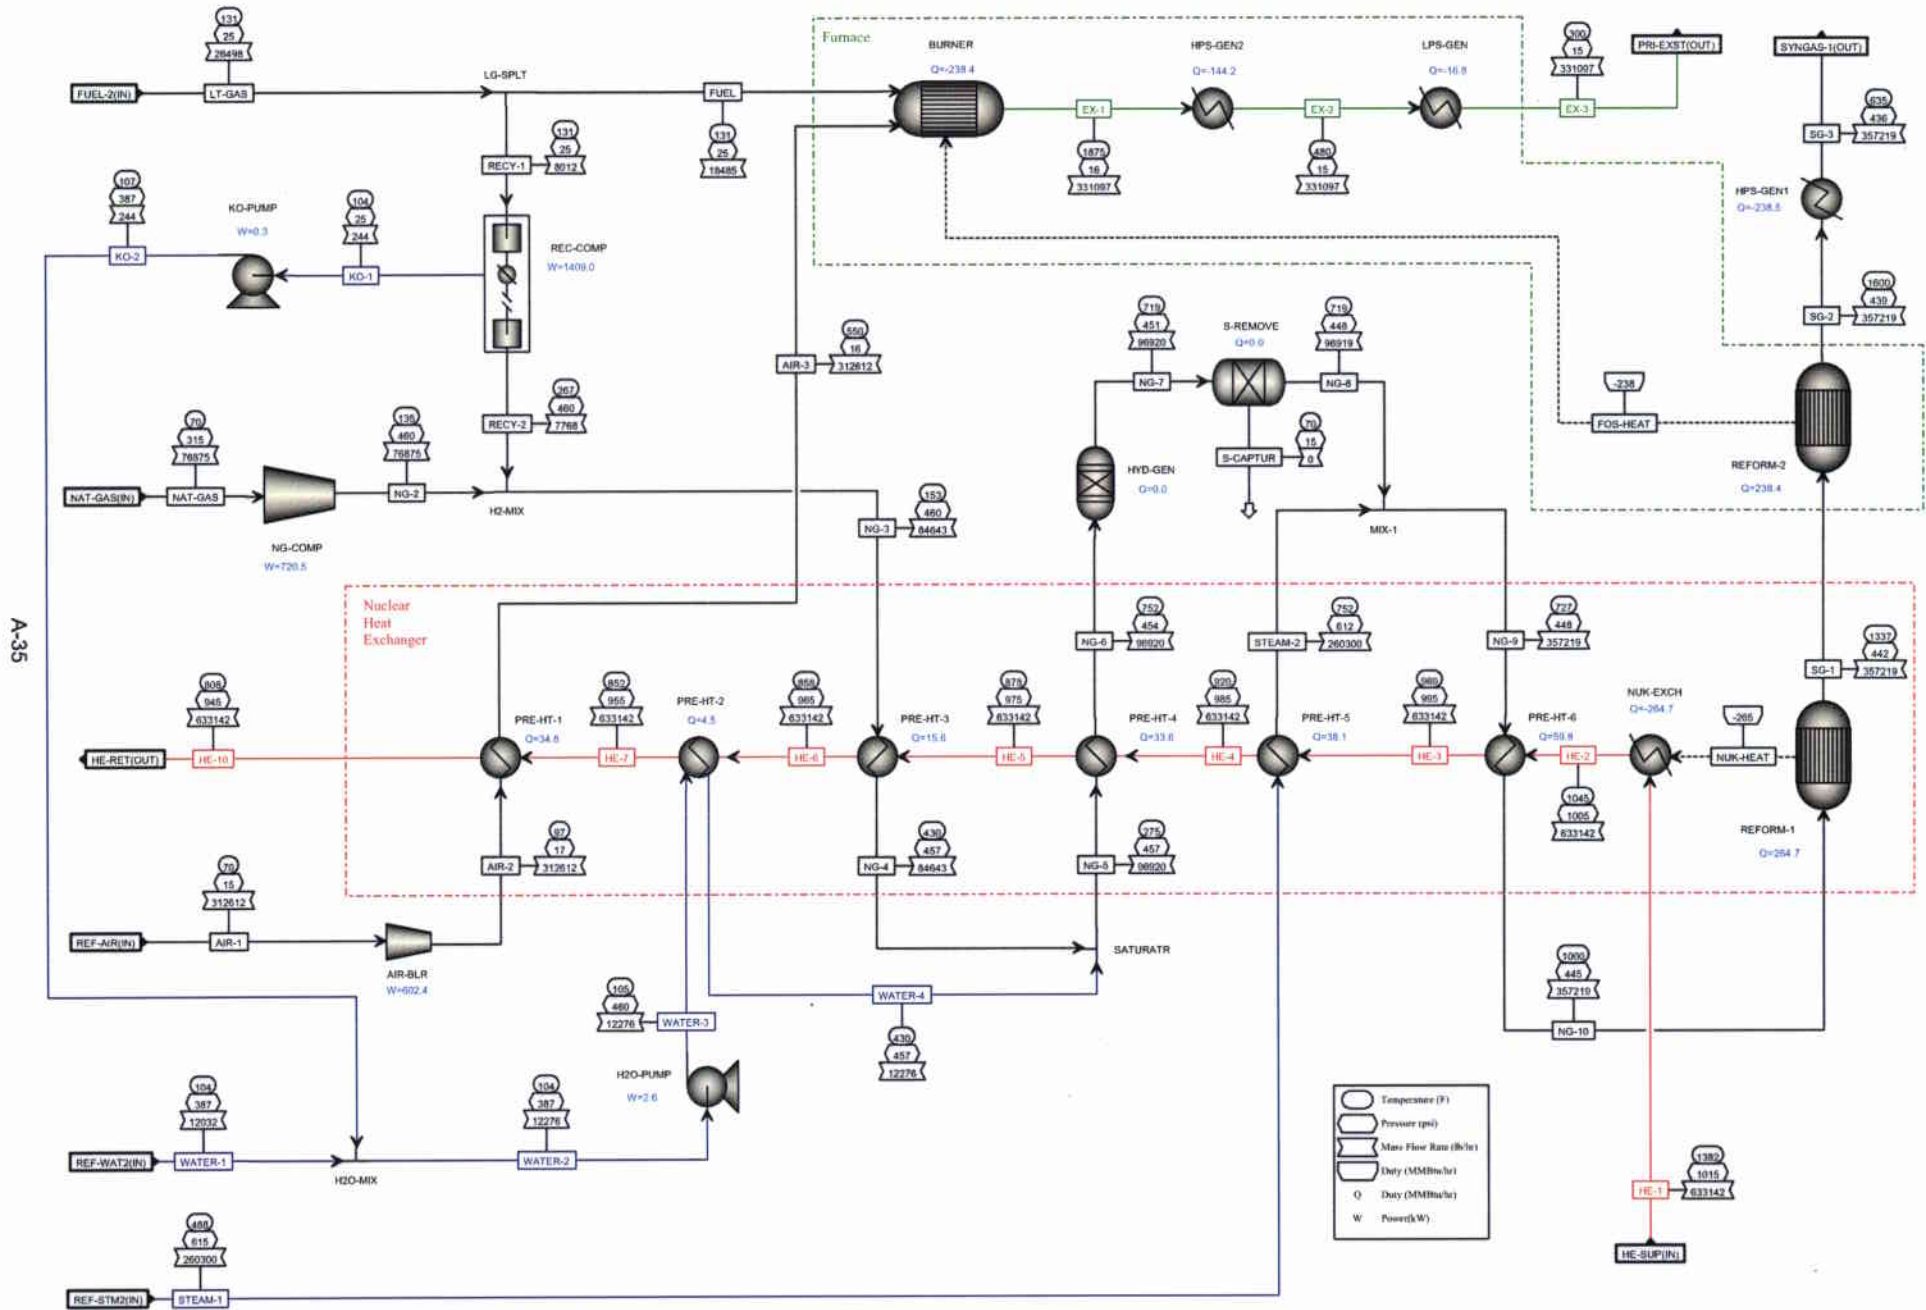 A-35
131
25
26498
FUEL-2(IN)
LT-GAS
LG-SPLT
FUEL
131
25
18485
131
25
RECY-1
8012
Furnace
BURNER
Q=-238.4
HPS-GEN2
Q=-144.2
LPS-GEN
Q=-16.8
300
15
331097
PRI-EXST(OUT)
SYNGAS-1(OUT)
EX-1
1875
16
331097
EX-2
480
15
331097
EX-3
635
436
SG-3
357219
HPS-GEN1
Q=-238.5
1600
439
SG-2
357219
107
387
244
KO-2
KO-PUMP
W=0.3
104
25
244
KO-1
REC-COMP
W=1409.0
267
460
RECY-2
7768
550
16
AIR-3
312612
70
315
76875
NAT-GAS(IN)
NAT-GAS
NG-COMP
W=720.5
135
460
76875
NG-2
H2-MIX
153
460
NG-3
84643
719
451
96920
NG-7
S-REMOVE
Q=0.0
719
448
96919
NG-8
S-CAPTUR
70
15
0
HYD-GEN
Q=0.0
MIX-1
-238
FOS-HEAT
REFORM-2
Q=238.4
Nuclear
Heat
Exchanger
752
454
NG-6
96920
752
612
STEAM-2
260300
727
448
NG-9
357219
1337
442
SG-1
357219
808
945
633142
HE-RET(OUT)
HE-10
PRE-HT-1
Q=34.8
852
955
633142
HE-7
PRE-HT-2
Q=4.5
858
965
633142
HE-6
PRE-HT-3
Q=15.6
878
975
633142
HE-5
PRE-HT-4
Q=33.6
920
985
633142
HE-4
PRE-HT-5
Q=38.1
995
633142
HE-3
PRE-HT-6
HE-2
1045
1005
633142
NUK-EXCH
Q=-264.7
-265
NUK-HEAT
REFORM-1
Q=264.7
97
17
AIR-2
312612
430
457
NG-4
84643
275
457
NG-5
96920
70
15
312612
REF-AIR(IN)
AIR-1
AIR-BLR
W=602.4
SATURATR
105
460
12276
WATER-3
WATER-4
430
457
12276
1000
445
357219
NG-10
H2O-PUMP
W=2.6
104
387
12032
REF-WAT2(IN)
WATER-1
H2O-MIX
104
387
12276
WATER-2
Temperature (F)
Pressure (psi)
Mass Flow Rate (lb/hr)
Duty (MMBtu/hr)
Q Duty (MMBtu/hr)
W Power(kW)
1382
1015
HE-1
633142
HE-SUP(IN)
488
615
260300
REF-STM2(IN)
STEAM-1